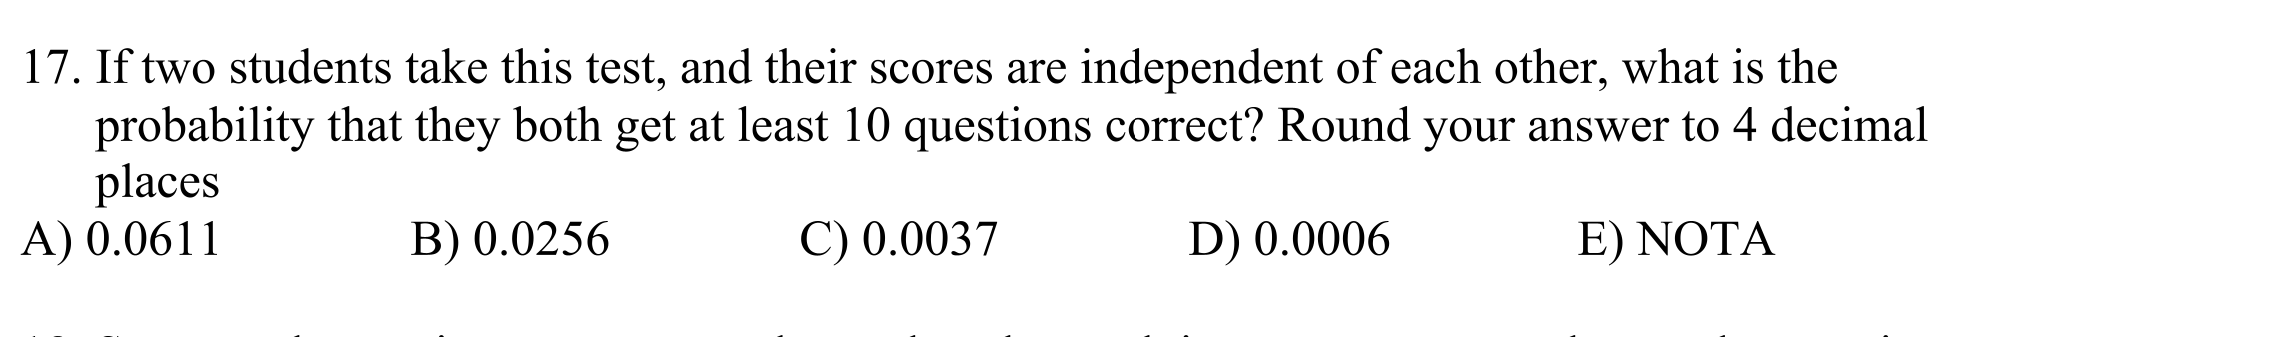 17. If two students take this test, and their scores are independent of each other, what is the
probability that they both get at least 10 questions correct? Round your answer to 4 decimal
places
A) 0.0611 B) 0.0256 C) 0.0037 D) 0.0006 E) NOTA